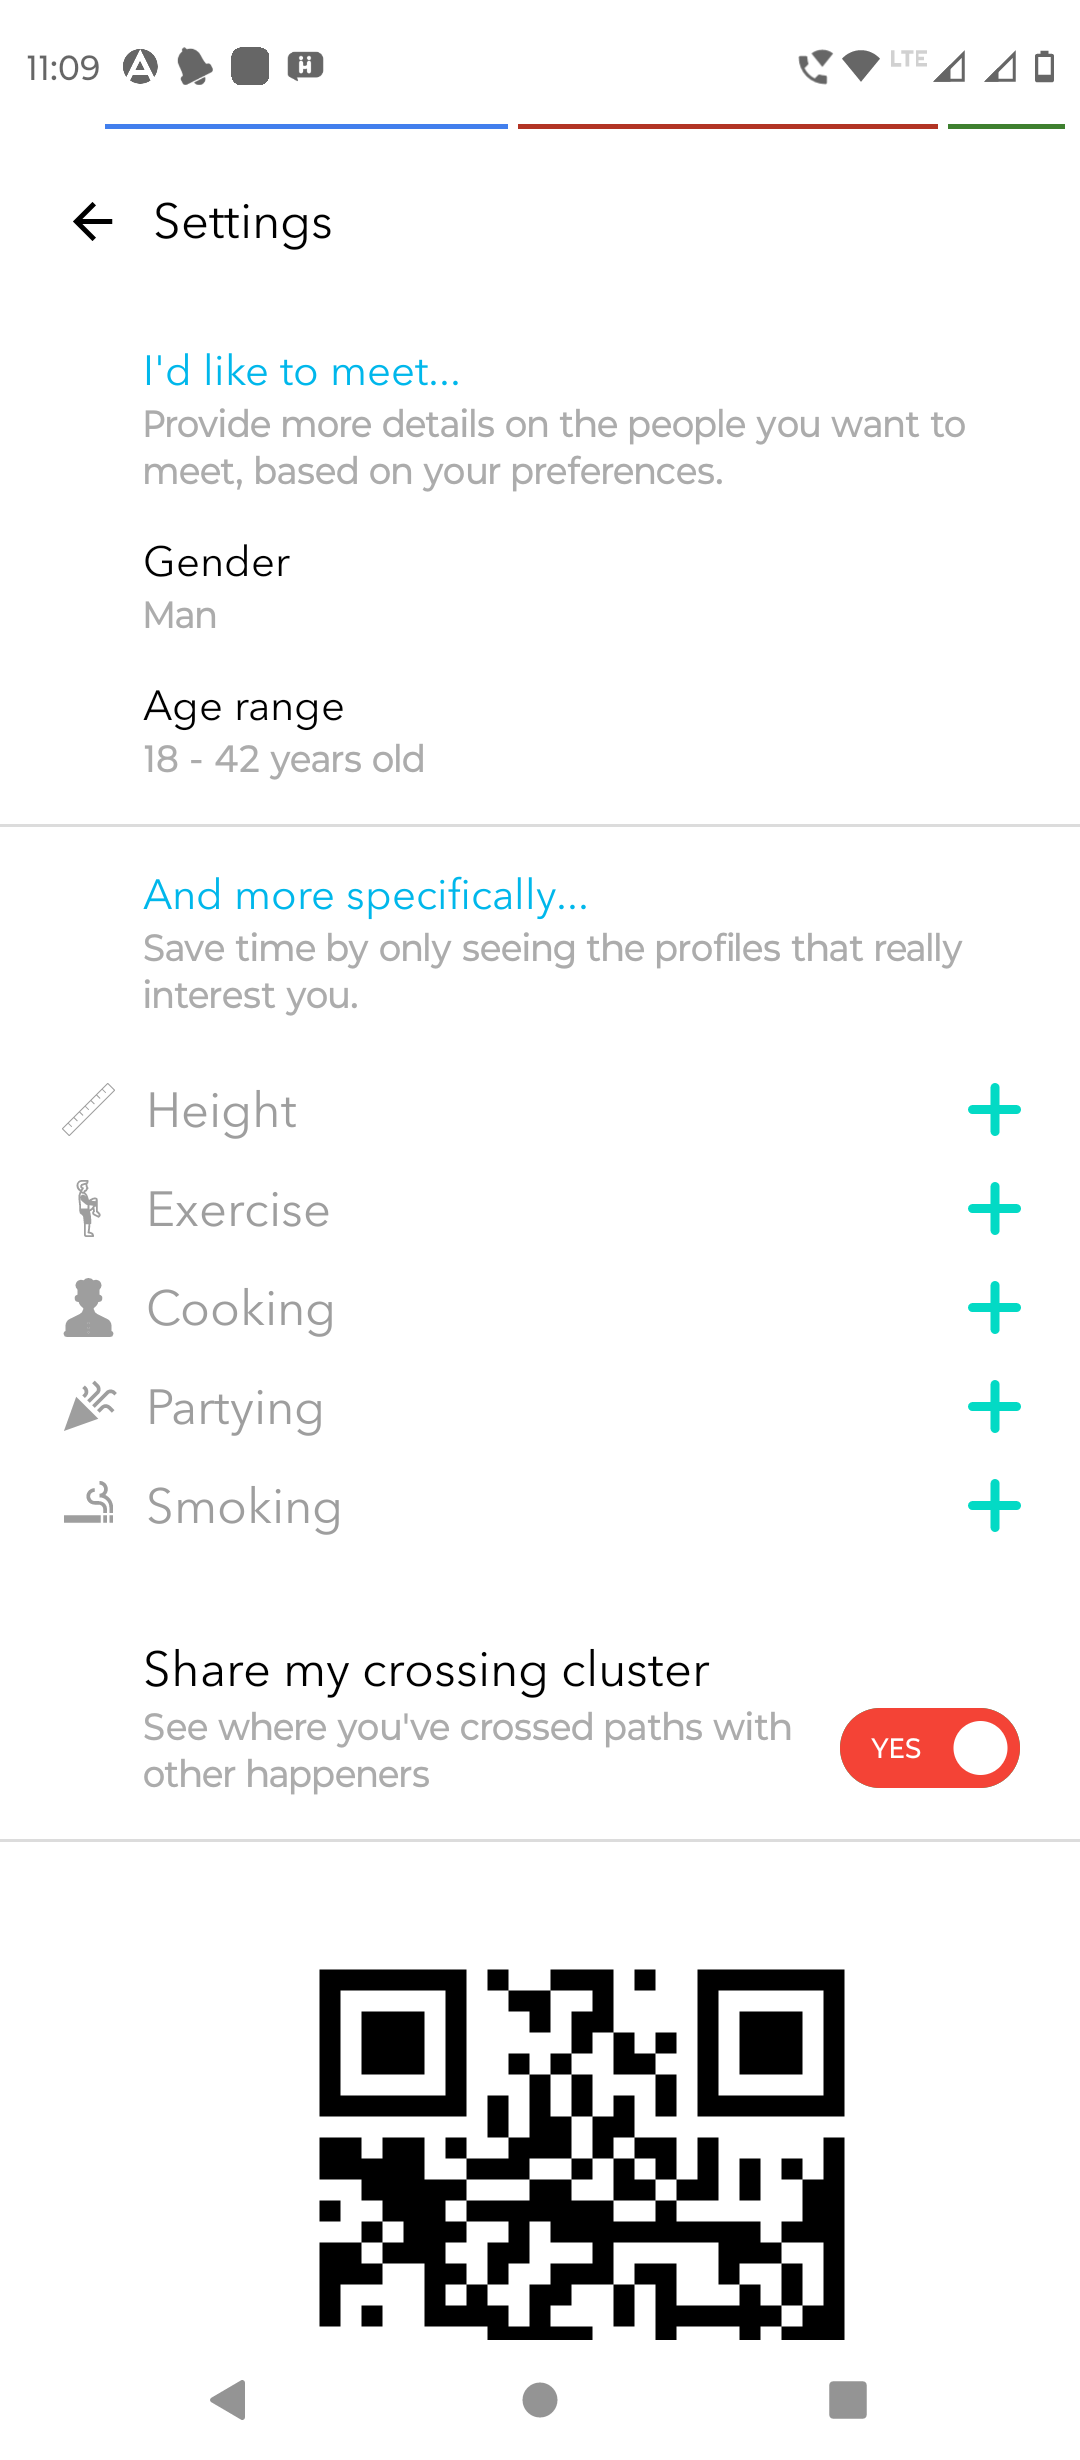 11:09
LTE
Settings
I'd like to meet...
Provide more details on the people you want to
meet, based on your preferences.
Gender
Man
Age range
18 - 42 years old
And more specifically...
Save time by only seeing the profiles that really
interest you.
Height
Exercise
Cooking
Partying
Smoking
Share my crossing cluster
See where you've crossed paths with
other happeners
YES